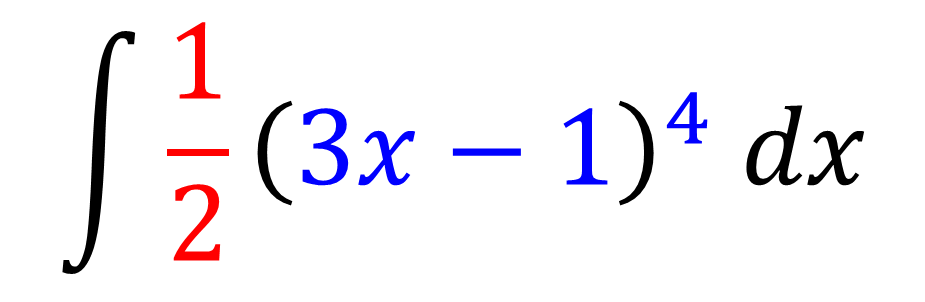 ∫ 1/2 (3x − 1)⁴ dx